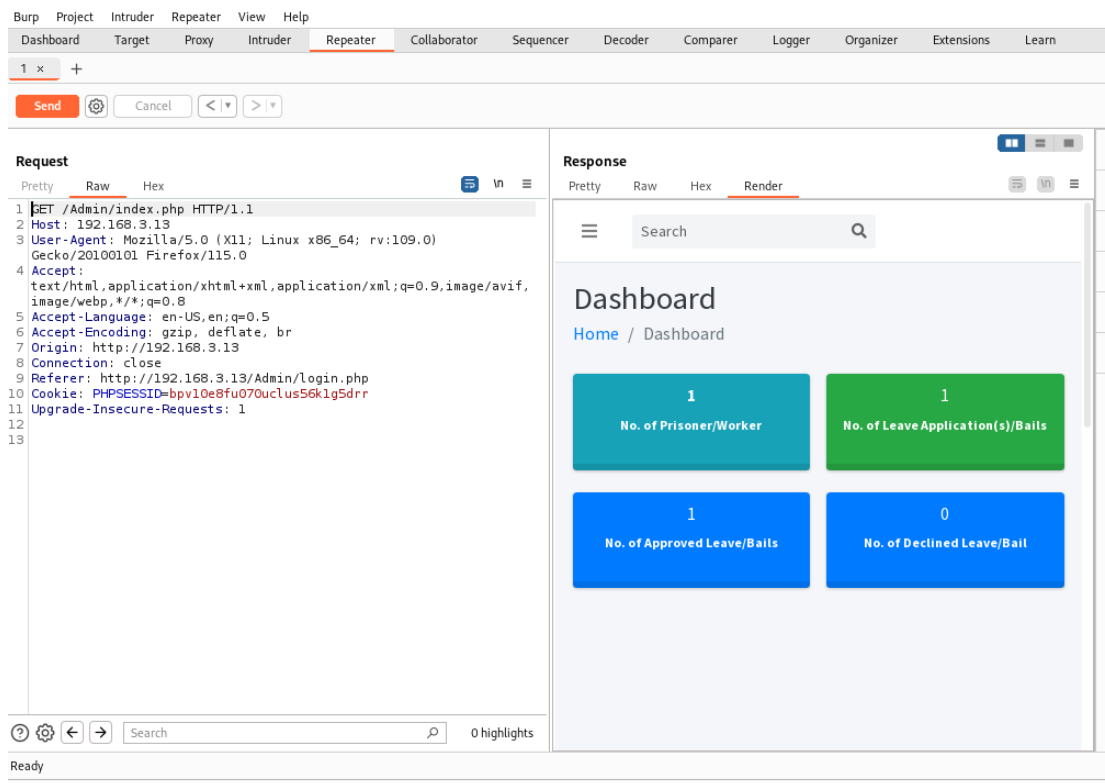 Burp Project Intruder Repeater View Help
Dashboard Target Proxy Intruder Repeater Collaborator Sequencer Decoder Comparer Logger Organizer Extensions Learn
1 × +
Send Cancel < >
Request
Pretty Raw Hex \n
1 GET /Admin/index.php HTTP/1.1
2 Host: 192.168.3.13
3 User-Agent: Mozilla/5.0 (X11; Linux x86_64; rv:109.0)
Gecko/20100101 Firefox/115.0
4 Accept:
text/html,application/xhtml+xml,application/xml;q=0.9,image/avif,
image/webp,*/*;q=0.8
5 Accept-Language: en-US,en;q=0.5
6 Accept-Encoding: gzip, deflate, br
7 Origin: http://192.168.3.13
8 Connection: close
9 Referer: http://192.168.3.13/Admin/login.php
10 Cookie: PHPSESSID=bpv10e8fu070uclus56k1g5drr
11 Upgrade-Insecure-Requests: 1
12
13
Search 0 highlights
Response
Pretty Raw Hex Render \n
Search
Dashboard
Home / Dashboard
1
No. of Prisoner/Worker
1
No. of Leave Application(s)/Bails
1
No. of Approved Leave/Bails
0
No. of Declined Leave/Bail
Ready